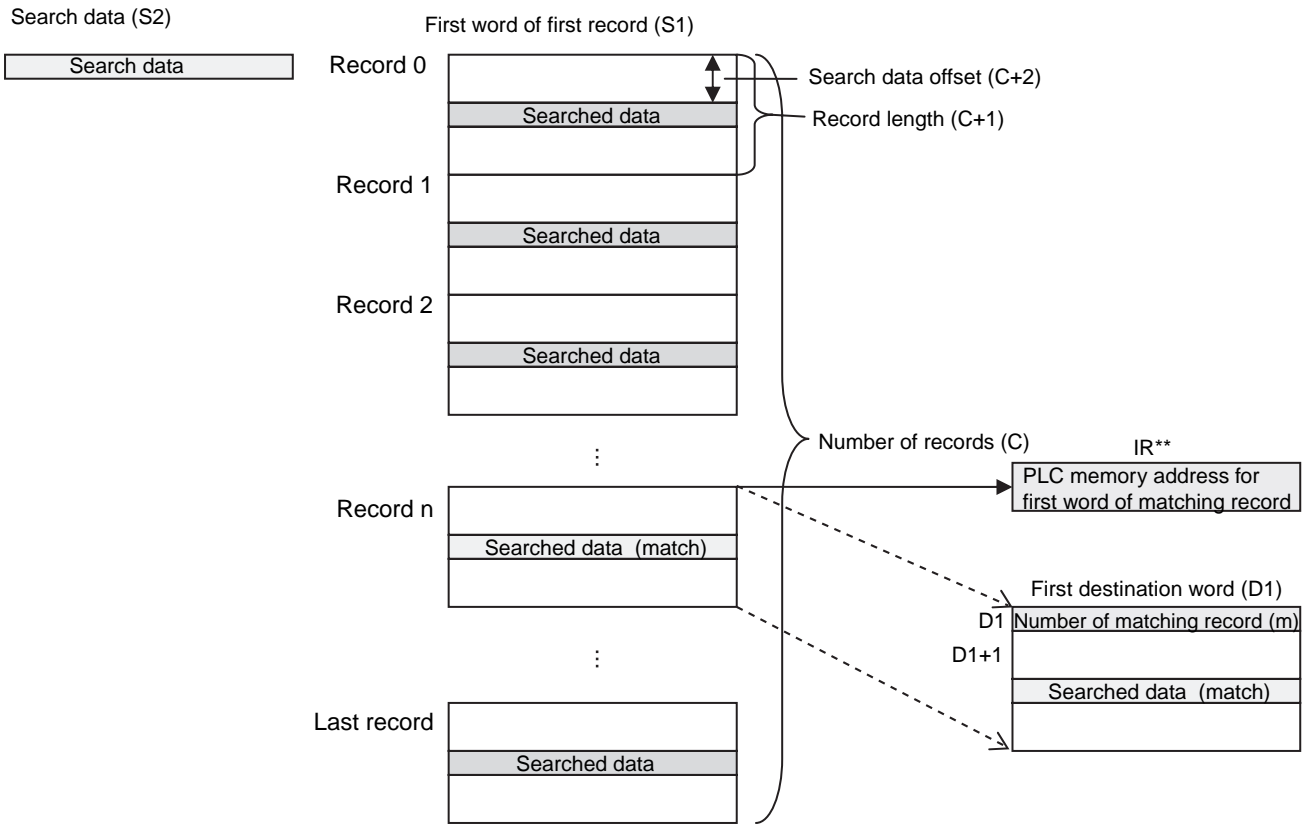 Search data (S2)
First word of first record (S1)
Search data
Record 0
Search data offset (C+2)
Searched data
Record length (C+1)
Record 1
Searched data
Record 2
Searched data
Number of records (C)
IR**
PLC memory address for
first word of matching record
Record n
Searched data (match)
First destination word (D1)
D1 Number of matching record (m)
D1+1
Searched data (match)
Last record
Searched data